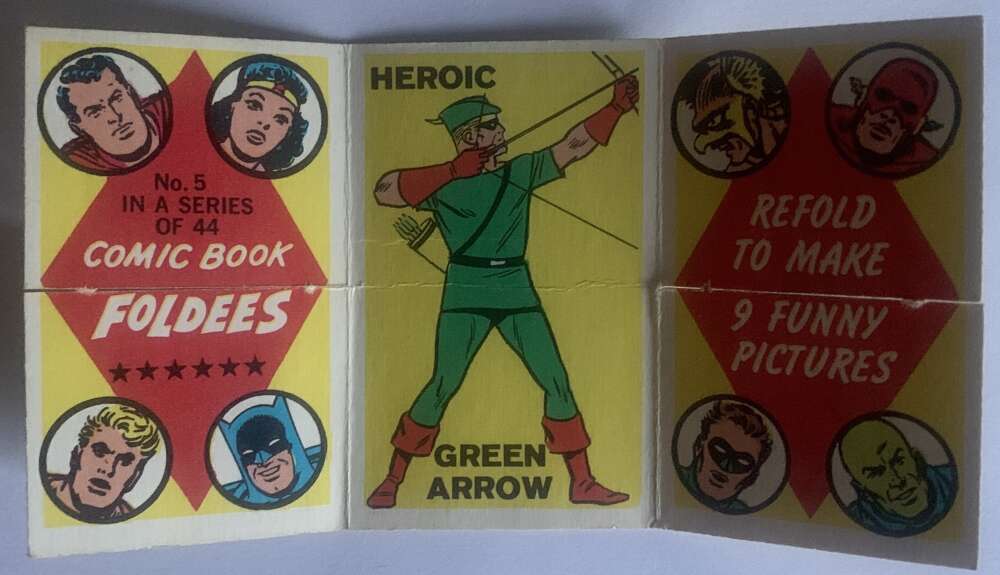 No. 5
IN A SERIES
OF 44
COMIC BOOK
FOLDEES
HEROIC
GREEN
ARROW
REFOLD
TO MAKE
9 FUNNY
PICTURES